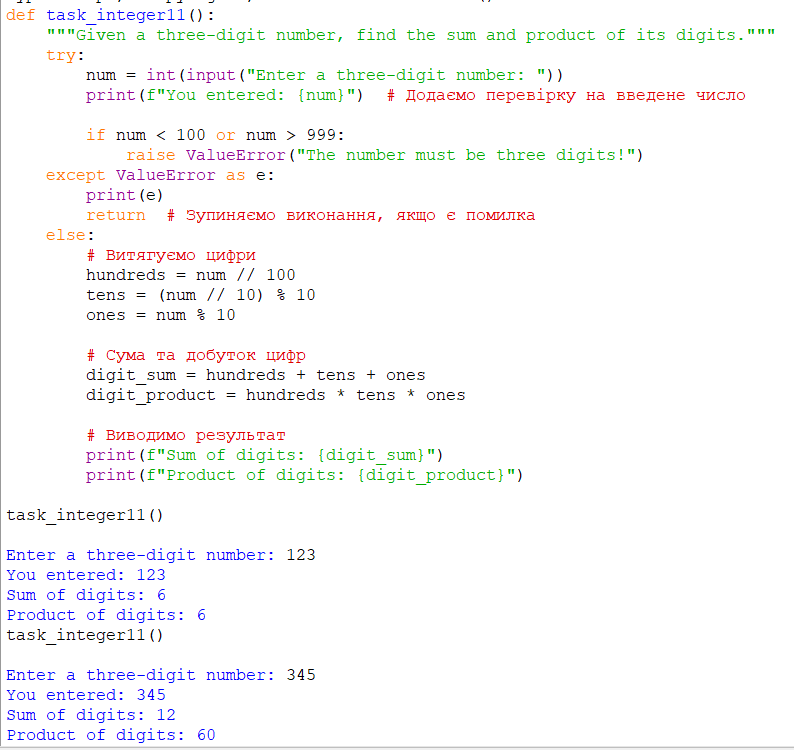 def task_integer11():
    """Given a three-digit number, find the sum and product of its digits."""
    try:
        num = int(input("Enter a three-digit number: "))
        print(f"You entered: {num}")  # Додаємо перевірку на введене число
        if num < 100 or num > 999:
            raise ValueError("The number must be three digits!")
    except ValueError as e:
        print(e)
        return  # Зупиняємо виконання, якщо є помилка
    else:
        # Витягуємо цифри
        hundreds = num // 100
        tens = (num // 10) % 10
        ones = num % 10
        # Сума та добуток цифр
        digit_sum = hundreds + tens + ones
        digit_product = hundreds * tens * ones
        # Виводимо результат
        print(f"Sum of digits: {digit_sum}")
        print(f"Product of digits: {digit_product}")
task_integer11()
Enter a three-digit number: 123
You entered: 123
Sum of digits: 6
Product of digits: 6
task_integer11()
Enter a three-digit number: 345
You entered: 345
Sum of digits: 12
Product of digits: 60